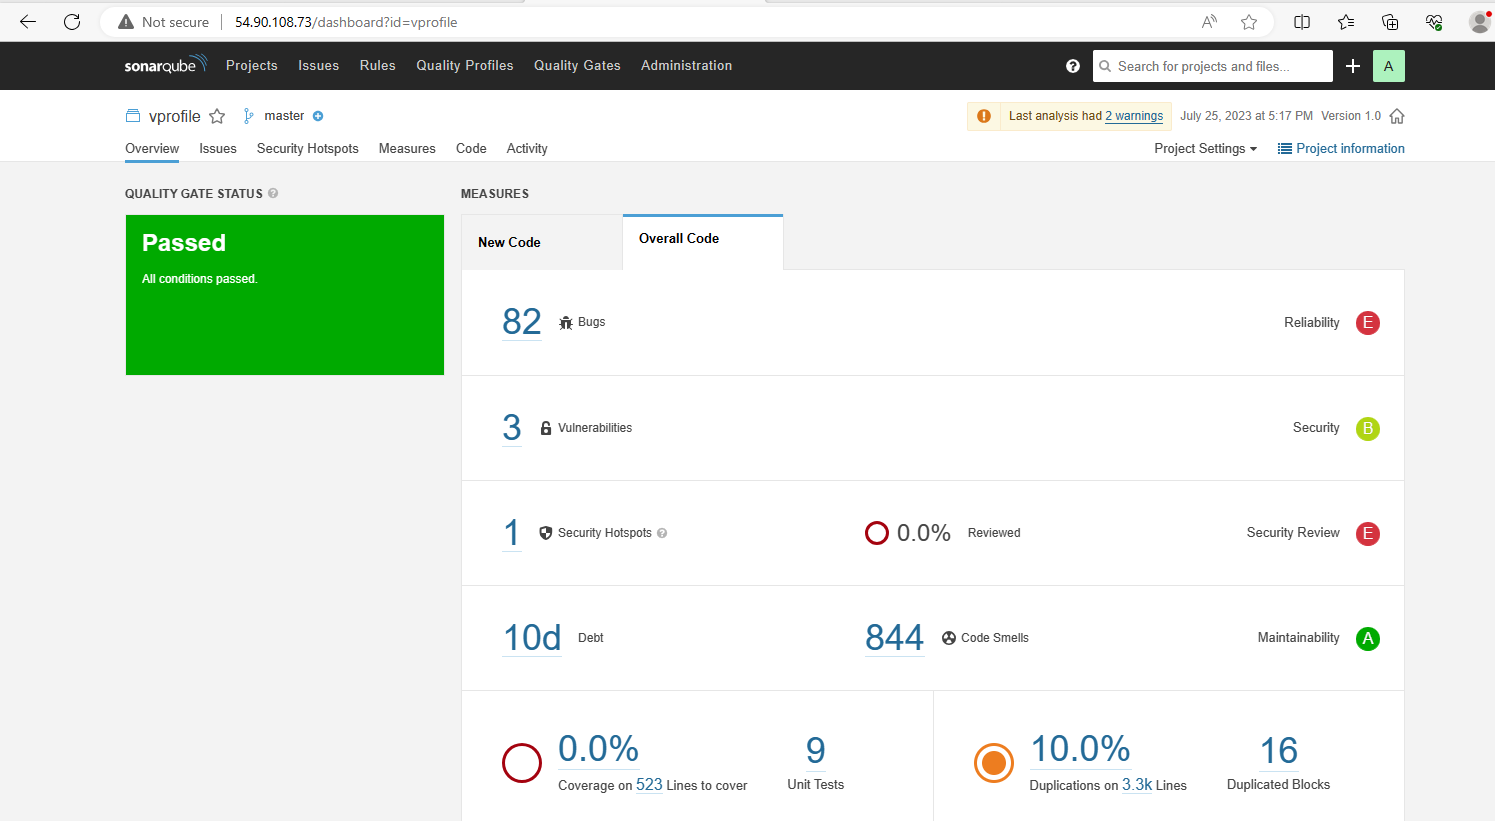 Not secure 54.90.108.73/dashboard?id=vprofile
sonarqube Projects Issues Rules Quality Profiles Quality Gates Administration Search for projects and files... A
vprofile master Last analysis had 2 warnings July 25, 2023 at 5:17 PM Version 1.0
Overview Issues Security Hotspots Measures Code Activity Project Settings Project information
QUALITY GATE STATUS
Passed
All conditions passed.
MEASURES
New Code Overall Code
82 Bugs Reliability E
3 Vulnerabilities Security B
1 Security Hotspots 0.0% Reviewed Security Review E
10d Debt 844 Code Smells Maintainability A
0.0% 9 10.0% 16
Coverage on 523 Lines to cover Unit Tests Duplications on 3.3k Lines Duplicated Blocks